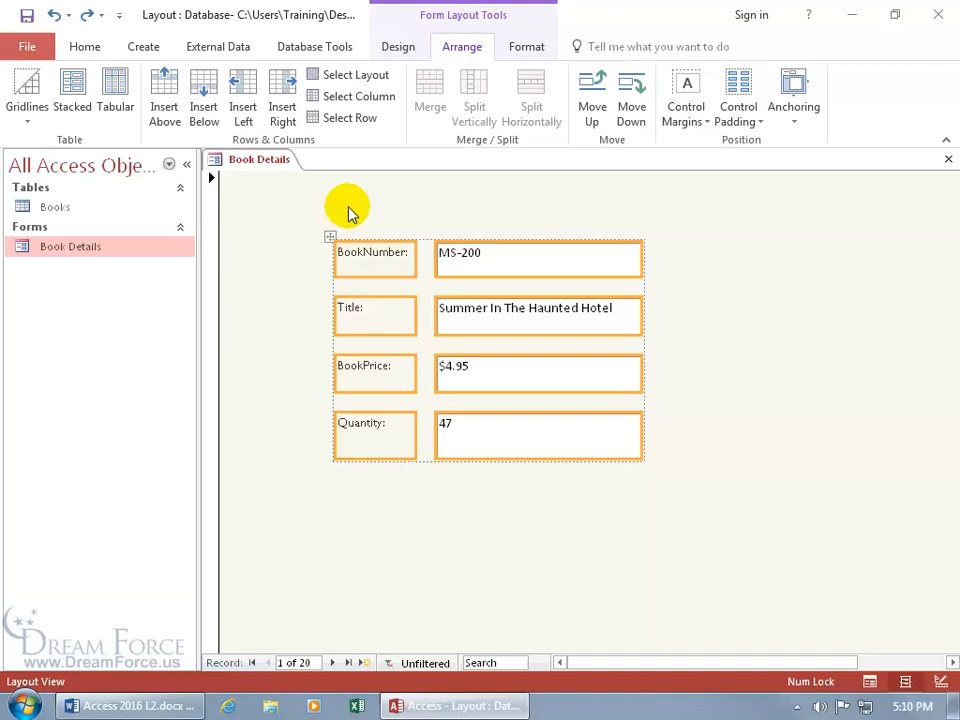 Layout : Database- C:\Users\Training\Des...
Form Layout Tools
Sign in
?
File
Home
Create
External Data
Database Tools
Design
Arrange
Format
Tell me what you want to do
Gridlines
Stacked
Tabular
Table
Insert Above
Insert Below
Insert Left
Insert Right
Select Layout
Select Column
Select Row
Rows & Columns
Merge
Split Vertically
Split Horizontally
Merge / Split
Move Up
Move Down
Move
A
Control Margins
Control Padding
Anchoring
Position
All Access Obje...
Tables
Books
Forms
Book Details
Book Details
BookNumber:
MS-200
Title:
Summer In The Haunted Hotel
BookPrice:
$4.95
Quantity:
47
DREAM FORCE
www.DreamForce.us
Record:
1 of 20
Unfiltered
Search
Layout View
Num Lock
Access 2016 L2.docx ...
Access - Layout : Dat...
5:10 PM